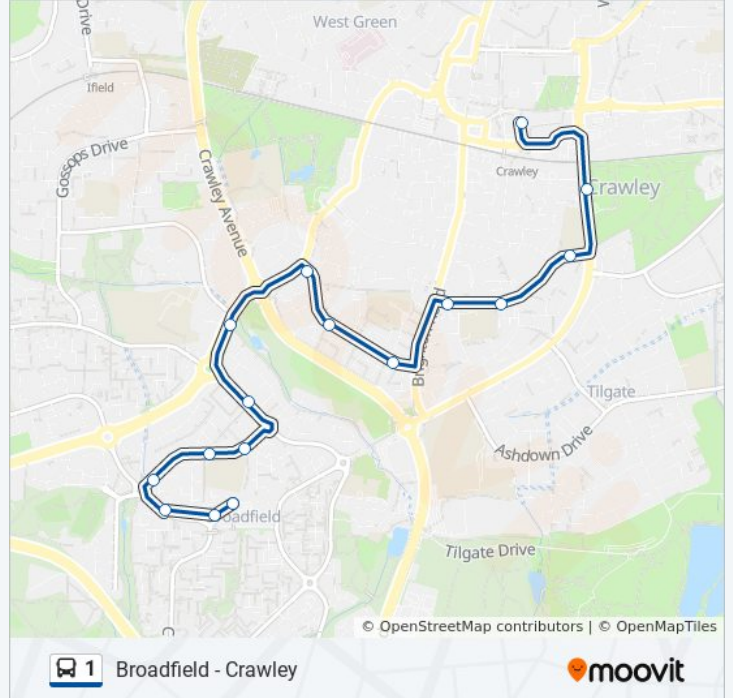 Drive
West Green
Ifield
Gossops Drive
Crawley Avenue
Crawley
Crawley
Tilgate
Ashdown Drive
Tilgate Drive
© OpenStreetMap contributors | © OpenMapTiles
1 Broadfield - Crawley
moovit